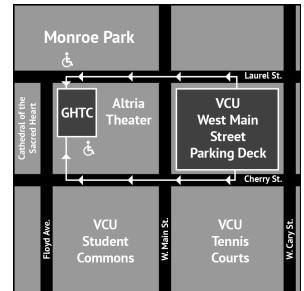 Monroe Park
Laurel St.
Cathedral of the
Sacred Heart
GHTC
Altria
Theater
VCU
West Main
Street
Parking Deck
Cherry St.
Floyd Ave.
VCU
Student
Commons
W. Main St.
VCU
Tennis
Courts
W. Cary St.